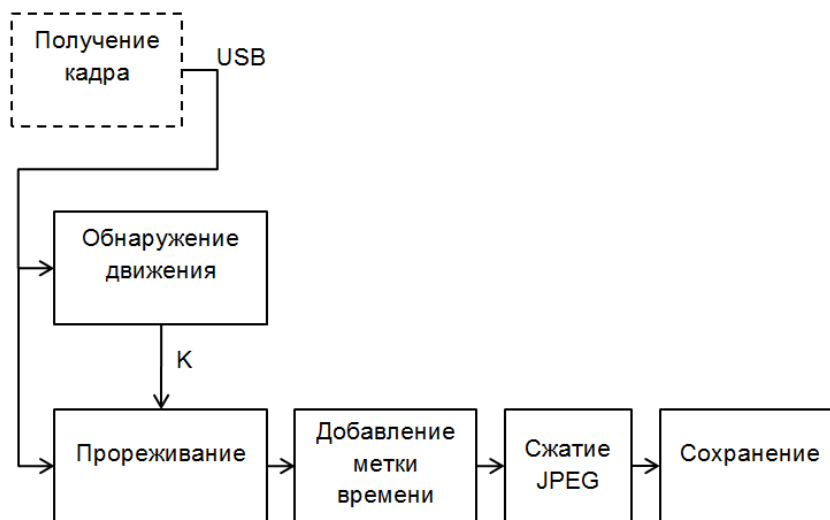 Получение
кадра
USB
Обнаружение
движения
К
Прореживание
Добавление
метки
времени
Сжатие
JPEG
Сохранение